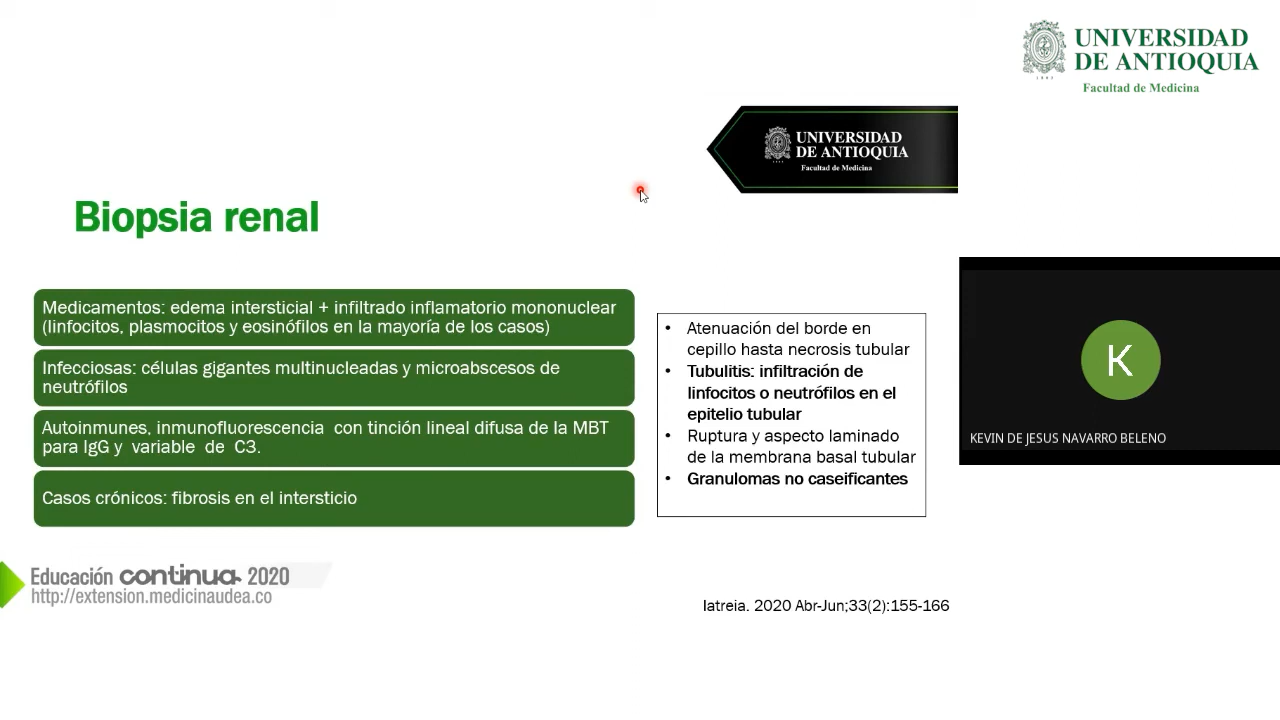 UNIVERSIDAD
DE ANTIOQUIA
1803
Facultad de Medicina
UNIVERSIDAD
DE ANTIOQUIA
Facultad de Medicina
Biopsia renal
Medicamentos: edema intersticial + infiltrado inflamatorio mononuclear
(linfocitos, plasmocitos y eosinófilos en la mayoría de los casos)
Infecciosas: células gigantes multinucleadas y microabscesos de
neutrófilos
Autoinmunes, inmunofluorescencia con tinción lineal difusa de la MBT
para IgG y variable de C3.
Casos crónicos: fibrosis en el intersticio
• Atenuación del borde en
cepillo hasta necrosis tubular
• Tubulitis: infiltración de
linfocitos o neutrófilos en el
epitelio tubular
• Ruptura y aspecto laminado
de la membrana basal tubular
• Granulomas no caseificantes
K
KEVIN DE JESUS NAVARRO BELENO
Educación continua 2020
http://extension.medicinaudea.co
Iatreia. 2020 Abr-Jun;33(2):155-166